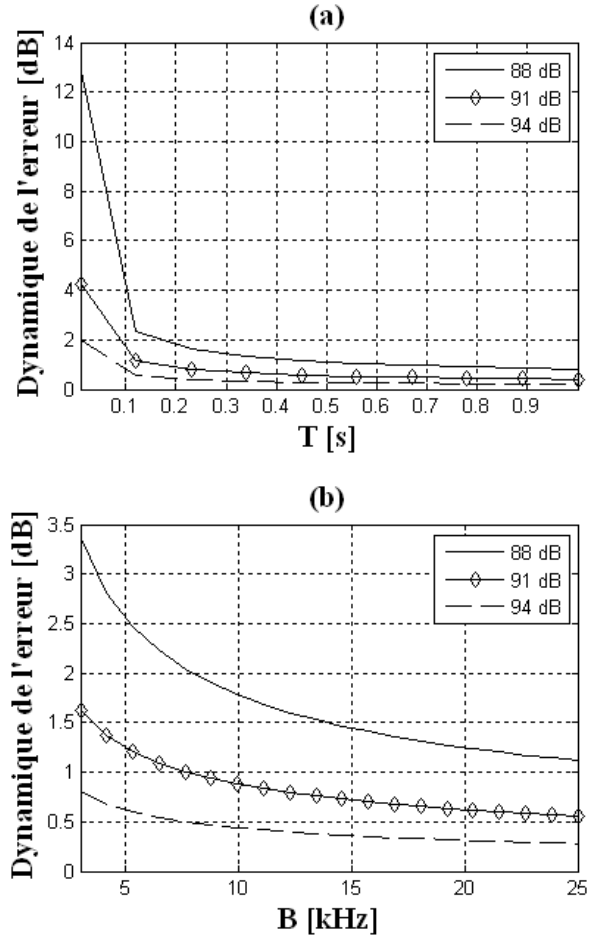 (a)
Dynamique de l'erreur [dB]
14
12
10
8
6
4
2
0
88 dB
91 dB
94 dB
0.1 0.2 0.3 0.4 0.5 0.6 0.7 0.8 0.9
T [s]
(b)
Dynamique de l'erreur [dB]
3.5
3
2.5
2
1.5
1
0.5
0
88 dB
91 dB
94 dB
5 10 15 20 25
B [kHz]